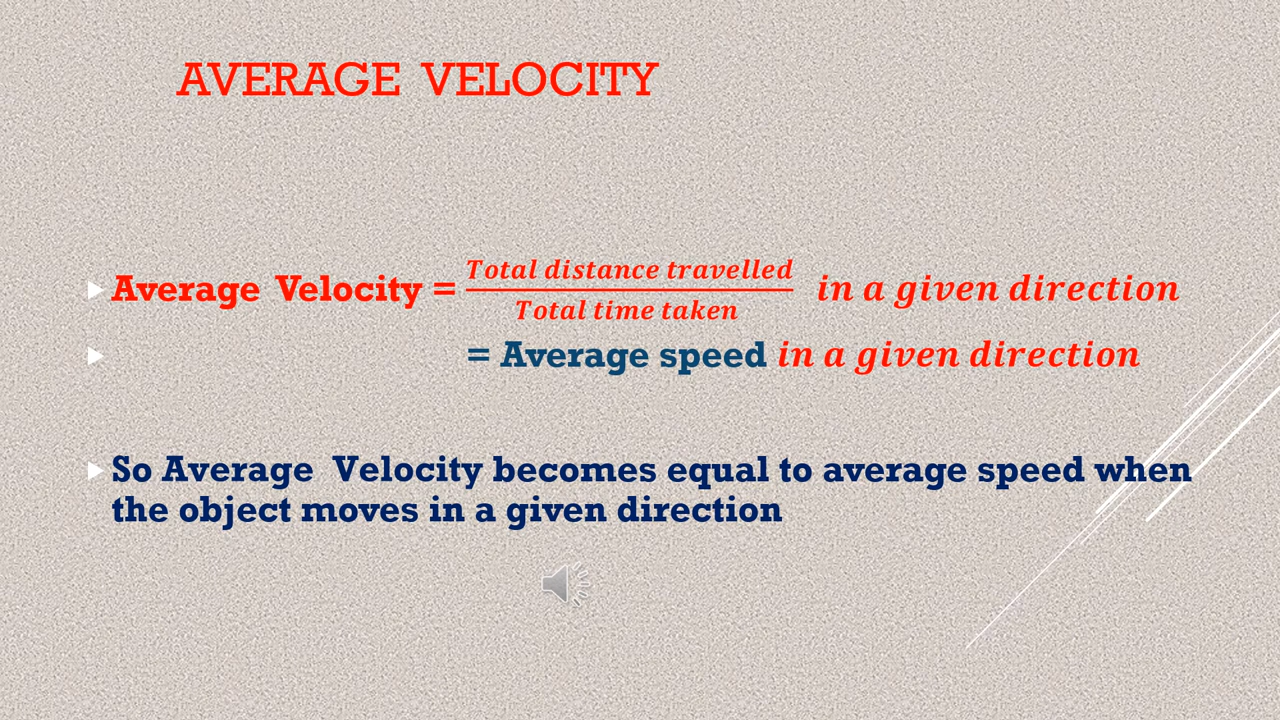 AVERAGE VELOCITY
Average Velocity = Total distance travelled / Total time taken in a given direction
= Average speed in a given direction
So Average Velocity becomes equal to average speed when
the object moves in a given direction